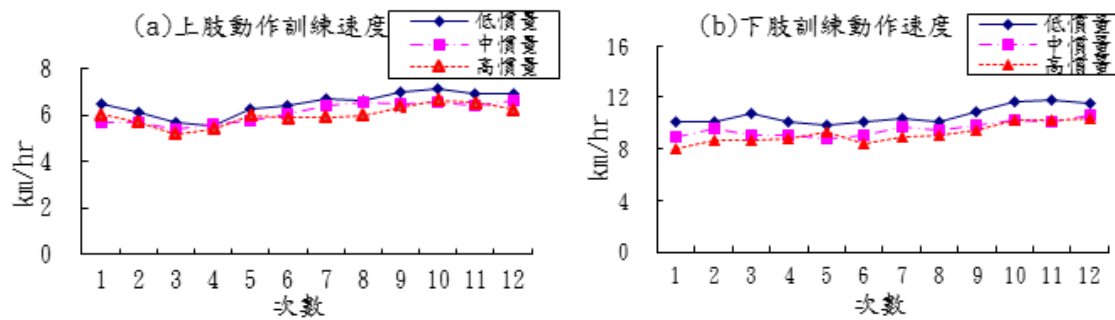 (a)上肢動作訓練速度
低慣量
中慣量
高慣量
8
6
4
2
0
km/hr
1 2 3 4 5 6 7 8 9 10 11 12
次數
(b)下肢訓練動作速度
低慣量
中慣量
高慣量
16
12
8
4
0
km/hr
1 2 3 4 5 6 7 8 9 10 11 12
次數